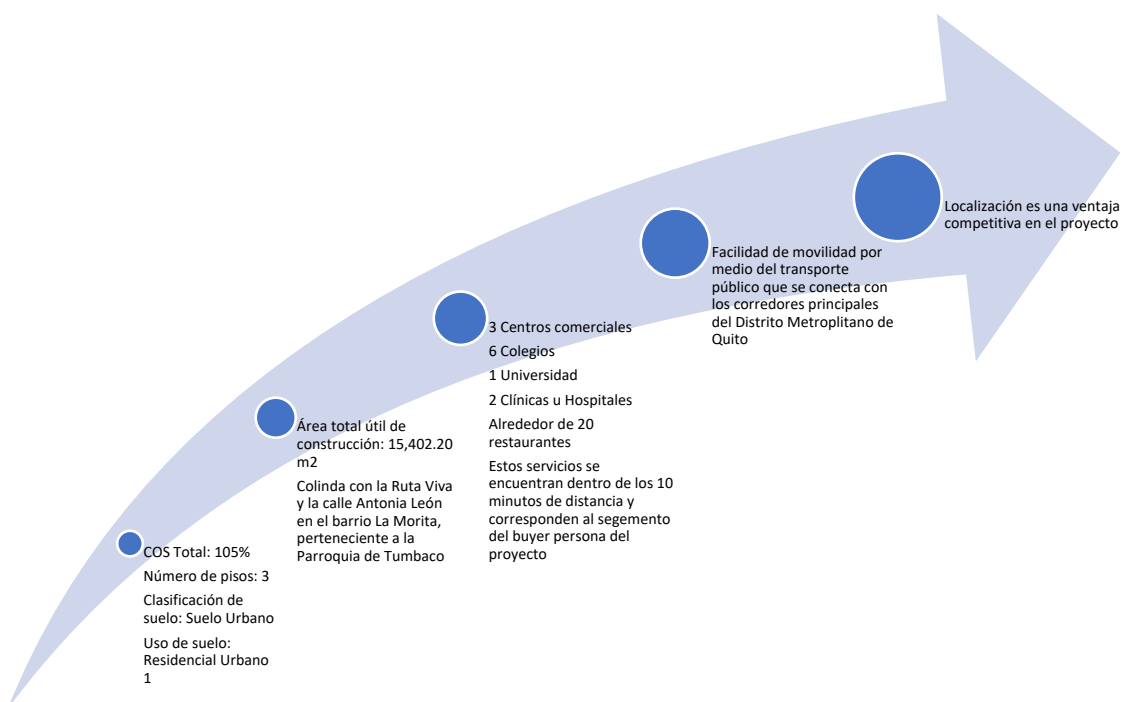 COS Total: 105%
Número de pisos: 3
Clasificación de
suelo: Suelo Urbano
Uso de suelo:
Residencial Urbano
1
Área total útil de
construcción: 15,402.20
m2
Colinda con la Ruta Viva
y la calle Antonia León
en el barrio La Morita,
perteneciente a la
Parroquia de Tumbaco
3 Centros comerciales
6 Colegios
1 Universidad
2 Clínicas u Hospitales
Alrededor de 20
restaurantes
Estos servicios se
encuentran dentro de los 10
minutos de distancia y
corresponden al segemento
del buyer persona del
proyecto
Facilidad de movilidad por
medio del transporte
público que se conecta con
los corredores principales
del Distrito Metroplitano de
Quito
Localización es una ventaja
competitiva en el proyecto